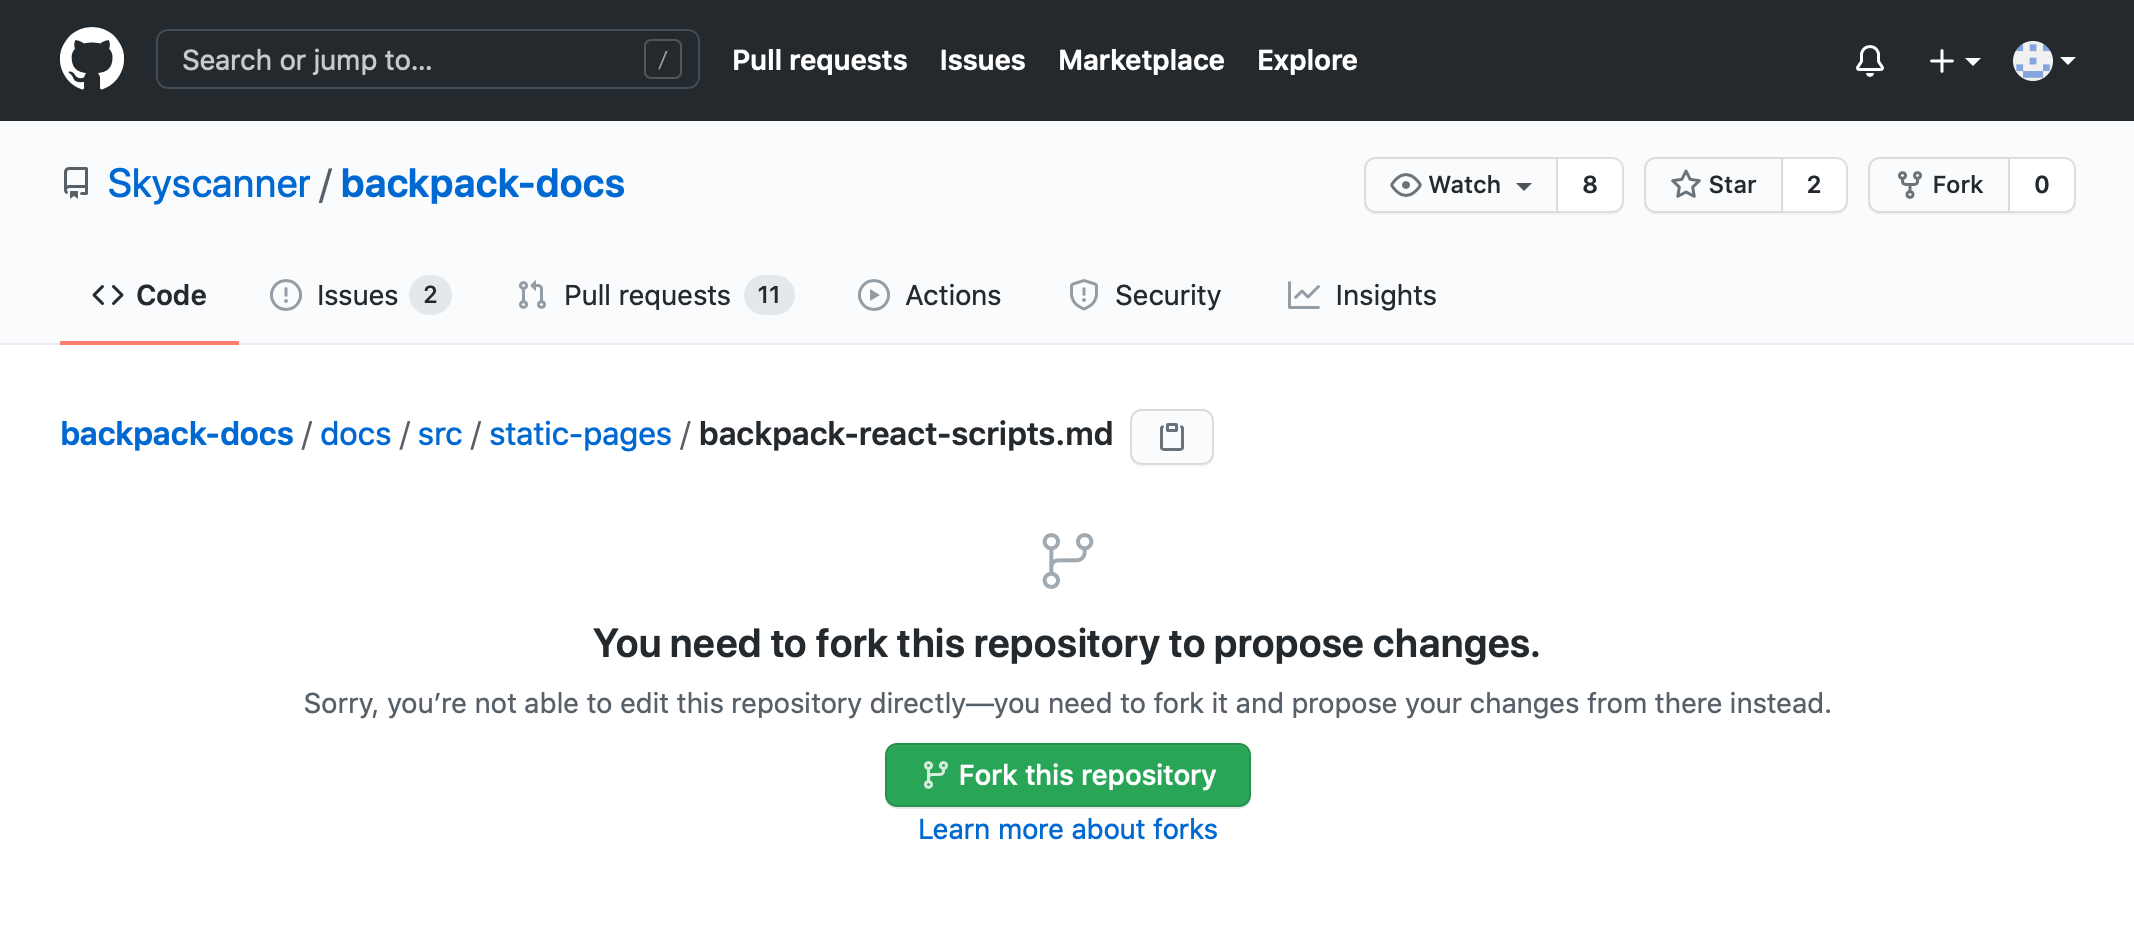 Search or jump to... / Pull requests Issues Marketplace Explore
Skyscanner / backpack-docs Watch 8 Star 2 Fork 0
Code Issues 2 Pull requests 11 Actions Security Insights
backpack-docs / docs / src / static-pages / backpack-react-scripts.md
You need to fork this repository to propose changes.
Sorry, you’re not able to edit this repository directly—you need to fork it and propose your changes from there instead.
Fork this repository
Learn more about forks